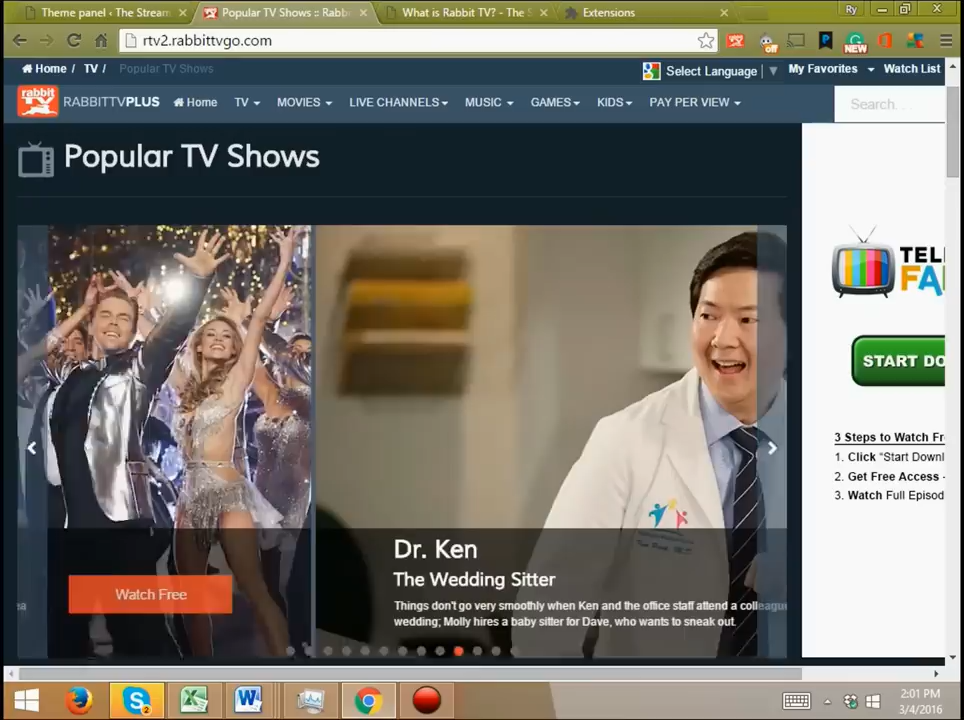 Theme panel ‹ The Stream
Popular TV Shows :: Rabb
What is Rabbit TV? - The S
Extensions
Ry
rtv2.rabbittvgo.com
off
NEW
Home / TV / Popular TV Shows
Select Language
My Favorites
Watch List
rabbit TV
RABBITTVPLUS
Home
TV
MOVIES
LIVE CHANNELS
MUSIC
GAMES
KIDS
PAY PER VIEW
Search. . .
Popular TV Shows
TEL
FA
START DO
3 Steps to Watch Fr
1. Click "Start Downl
2. Get Free Access -
3. Watch Full Episod
Dr. Ken
The Wedding Sitter
Watch Free
Things don't go very smoothly when Ken and the office staff attend a colleagu
wedding; Molly hires a baby sitter for Dave, who wants to sneak out.
2:01 PM
3/4/2016